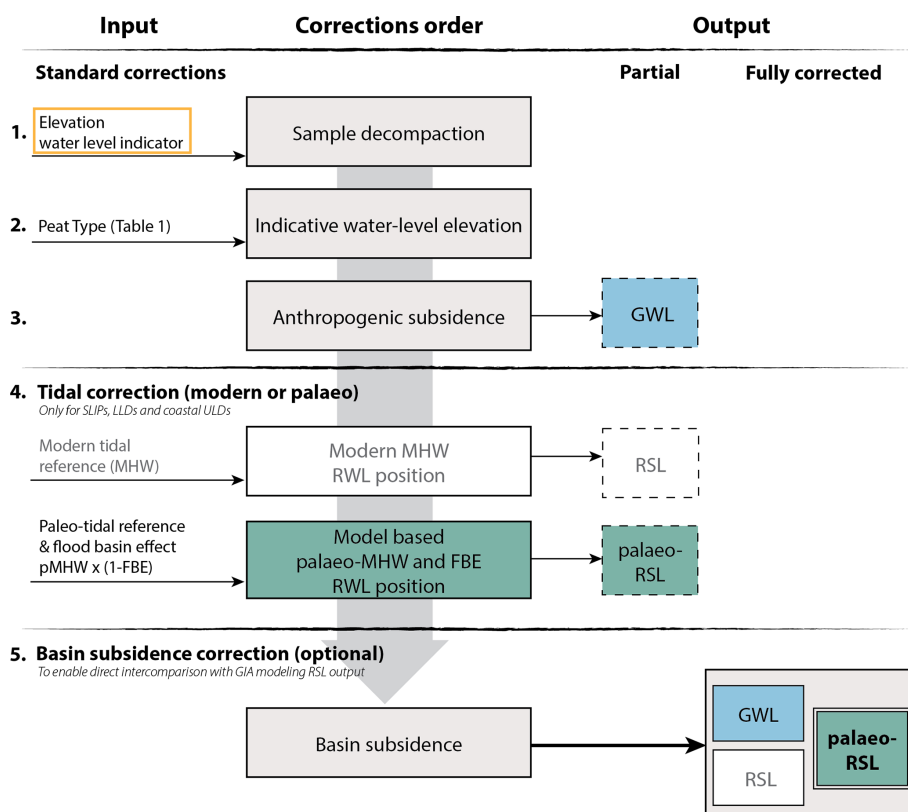 Input
Corrections order
Output
Standard corrections
Partial
Fully corrected
1.
Elevation
water level indicator
Sample decompaction
2.
Peat Type (Table 1)
Indicative water-level elevation
3.
Anthropogenic subsidence
GWL
4. Tidal correction (modern or palaeo)
Only for SLIPs, LLDs and coastal ULDs
Modern tidal
reference (MHW)
Modern MHW
RWL position
RSL
Paleo-tidal reference
& flood basin effect
pMHW x (1-FBE)
Model based
palaeo-MHW and FBE
RWL position
palaeo-
RSL
5. Basin subsidence correction (optional)
To enable direct intercomparison with GIA modeling RSL output
Basin subsidence
GWL
RSL
palaeo-
RSL